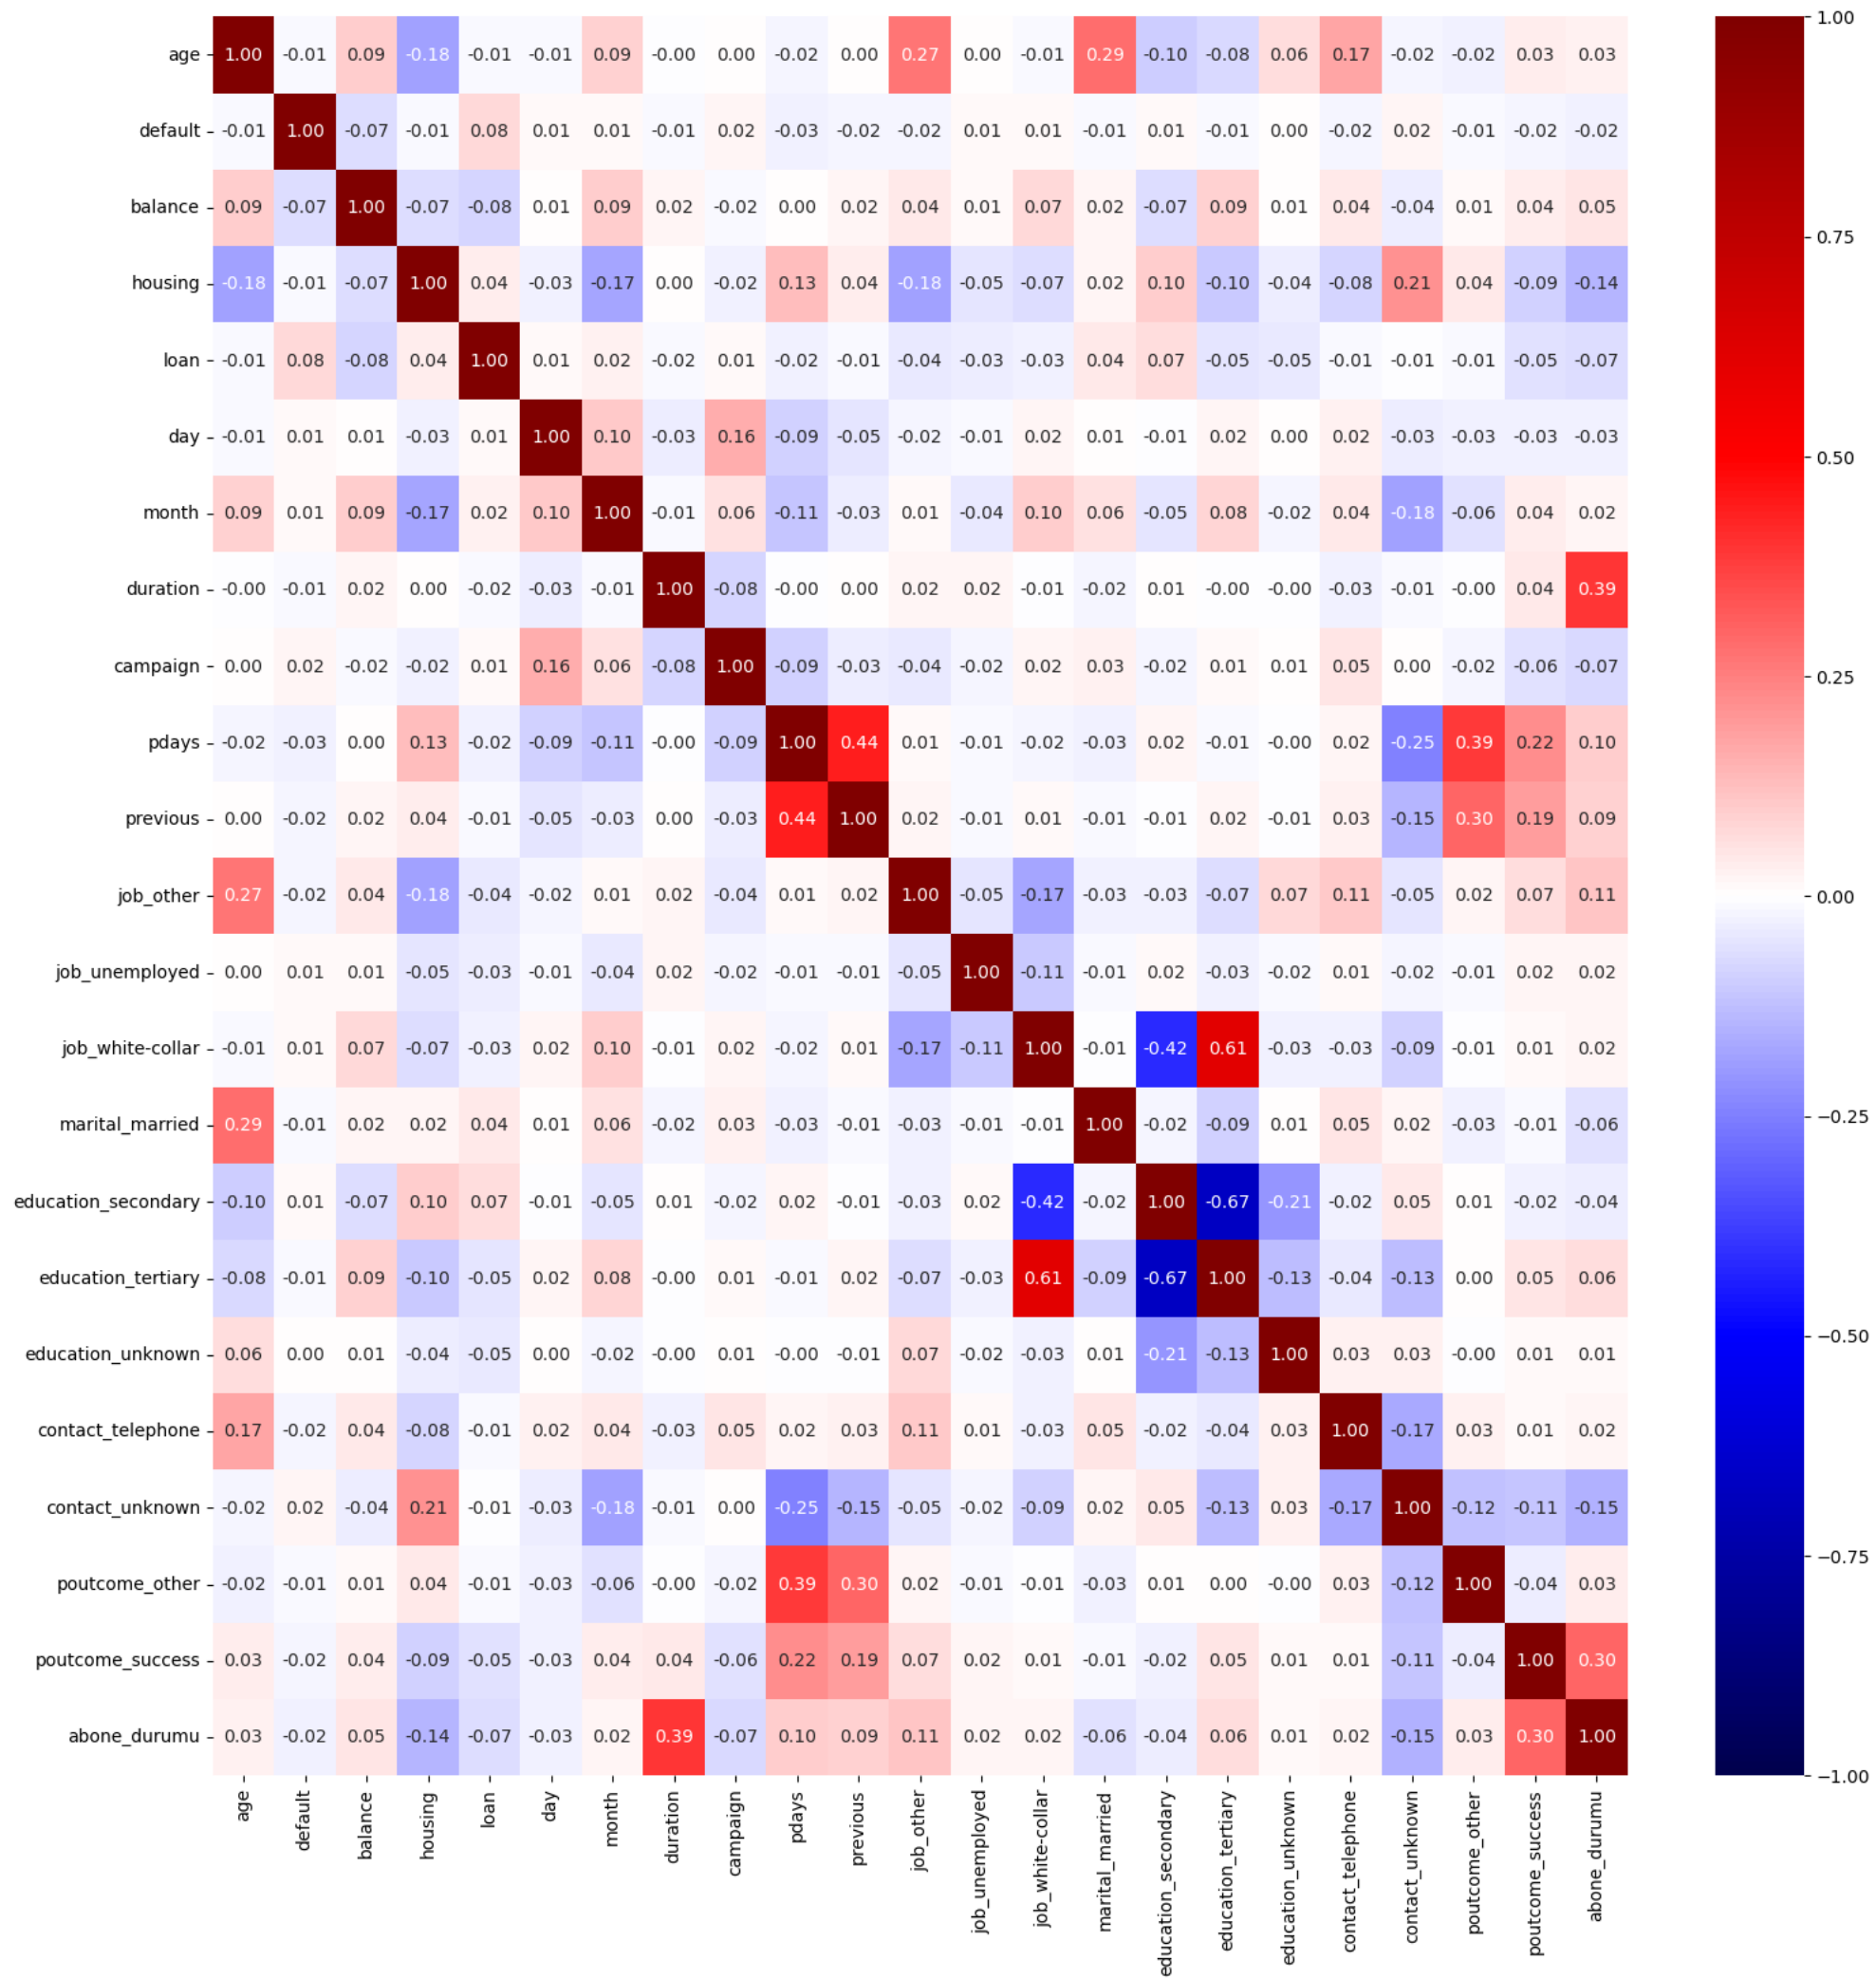 age 1.00 -0.01 0.09 -0.18 -0.01 -0.01 0.09 -0.00 0.00 -0.02 0.00 0.27 0.00 -0.01 0.29 -0.10 -0.08 0.06 0.17 -0.02 -0.02 0.03 0.03
default -0.01 1.00 -0.07 -0.01 0.08 0.01 0.01 -0.01 0.02 -0.03 -0.02 -0.02 0.01 0.01 -0.01 0.01 -0.01 0.00 -0.02 0.02 -0.01 -0.02 -0.02
balance 0.09 -0.07 1.00 -0.07 -0.08 0.01 0.09 0.02 -0.02 0.00 0.02 0.04 0.01 0.07 0.02 -0.07 0.09 0.01 0.04 -0.04 0.01 0.04 0.05
housing -0.18 -0.01 -0.07 1.00 0.04 -0.03 -0.17 0.00 -0.02 0.13 0.04 -0.18 -0.05 -0.07 0.02 0.10 -0.10 -0.04 -0.08 0.21 0.04 -0.09 -0.14
loan -0.01 0.08 -0.08 0.04 1.00 0.01 0.02 -0.02 0.01 -0.02 -0.01 -0.04 -0.03 -0.03 0.04 0.07 -0.05 -0.05 -0.01 -0.01 -0.01 -0.05 -0.07
day -0.01 0.01 0.01 -0.03 0.01 1.00 0.10 -0.03 0.16 -0.09 -0.05 -0.02 -0.01 0.02 0.01 -0.01 0.02 0.00 0.02 -0.03 -0.03 -0.03 -0.03
month 0.09 0.01 0.09 -0.17 0.02 0.10 1.00 -0.01 0.06 -0.11 -0.03 0.01 -0.04 0.10 0.06 -0.05 0.08 -0.02 0.04 -0.18 -0.06 0.04 0.02
duration -0.00 -0.01 0.02 0.00 -0.02 -0.03 -0.01 1.00 -0.08 -0.00 0.00 0.02 0.02 -0.01 -0.02 0.01 -0.00 -0.00 -0.03 -0.01 -0.00 0.04 0.39
campaign 0.00 0.02 -0.02 -0.02 0.01 0.16 0.06 -0.08 1.00 -0.09 -0.03 -0.04 -0.02 0.02 0.03 -0.02 0.01 0.01 0.05 0.00 -0.02 -0.06 -0.07
pdays -0.02 -0.03 0.00 0.13 -0.02 -0.09 -0.11 -0.00 -0.09 1.00 0.44 0.01 -0.01 -0.02 -0.03 0.02 -0.01 -0.00 0.02 -0.25 0.39 0.22 0.10
previous 0.00 -0.02 0.02 0.04 -0.01 -0.05 -0.03 0.00 -0.03 0.44 1.00 0.02 -0.01 0.01 -0.01 -0.01 0.02 -0.01 0.03 -0.15 0.30 0.19 0.09
job_other 0.27 -0.02 0.04 -0.18 -0.04 -0.02 0.01 0.02 -0.04 0.01 0.02 1.00 -0.05 -0.17 -0.03 -0.03 -0.07 0.07 0.11 -0.05 0.02 0.07 0.11
job_unemployed 0.00 0.01 0.01 -0.05 -0.03 -0.01 -0.04 0.02 -0.02 -0.01 -0.01 -0.05 1.00 -0.11 -0.01 0.02 -0.03 -0.02 0.01 -0.02 -0.01 0.02 0.02
job_white-collar -0.01 0.01 0.07 -0.07 -0.03 0.02 0.10 -0.01 0.02 -0.02 0.01 -0.17 -0.11 1.00 -0.01 -0.42 0.61 -0.03 -0.03 -0.09 -0.01 0.01 0.02
marital_married 0.29 -0.01 0.02 0.02 0.04 0.01 0.06 -0.02 0.03 -0.03 -0.01 -0.03 -0.01 -0.01 1.00 -0.02 -0.09 0.01 0.05 0.02 -0.03 -0.01 -0.06
education_secondary -0.10 0.01 -0.07 0.10 0.07 -0.01 -0.05 0.01 -0.02 0.02 -0.01 -0.03 0.02 -0.42 -0.02 1.00 -0.67 -0.21 -0.02 0.05 0.01 -0.02 -0.04
education_tertiary -0.08 -0.01 0.09 -0.10 -0.05 0.02 0.08 -0.00 0.01 -0.01 0.02 -0.07 -0.03 0.61 -0.09 -0.67 1.00 -0.13 -0.04 -0.13 0.00 0.05 0.06
education_unknown 0.06 0.00 0.01 -0.04 -0.05 0.00 -0.02 -0.00 0.01 -0.00 -0.01 0.07 -0.02 -0.03 0.01 -0.21 -0.13 1.00 0.03 0.03 -0.00 0.01 0.01
contact_telephone 0.17 -0.02 0.04 -0.08 -0.01 0.02 0.04 -0.03 0.05 0.02 0.03 0.11 0.01 -0.03 0.05 -0.02 -0.04 0.03 1.00 -0.17 0.03 0.01 0.02
contact_unknown -0.02 0.02 -0.04 0.21 -0.01 -0.03 -0.18 -0.01 0.00 -0.25 -0.15 -0.05 -0.02 -0.09 0.02 0.05 -0.13 0.03 -0.17 1.00 -0.12 -0.11 -0.15
poutcome_other -0.02 -0.01 0.01 0.04 -0.01 -0.03 -0.06 -0.00 -0.02 0.39 0.30 0.02 -0.01 -0.01 -0.03 0.01 0.00 -0.00 0.03 -0.12 1.00 -0.04 0.03
poutcome_success 0.03 -0.02 0.04 -0.09 -0.05 -0.03 0.04 0.04 -0.06 0.22 0.19 0.07 0.02 0.01 -0.01 -0.02 0.05 0.01 0.01 -0.11 -0.04 1.00 0.30
abone_durumu 0.03 -0.02 0.05 -0.14 -0.07 -0.03 0.02 0.39 -0.07 0.10 0.09 0.11 0.02 0.02 -0.06 -0.04 0.06 0.01 0.02 -0.15 0.03 0.30 1.00
age default balance housing loan day month duration campaign pdays previous job_other job_unemployed job_white-collar marital_married education_secondary education_tertiary education_unknown contact_telephone contact_unknown poutcome_other poutcome_success abone_durumu
1.00
0.75
0.50
0.25
0.00
−0.25
−0.50
−0.75
−1.00